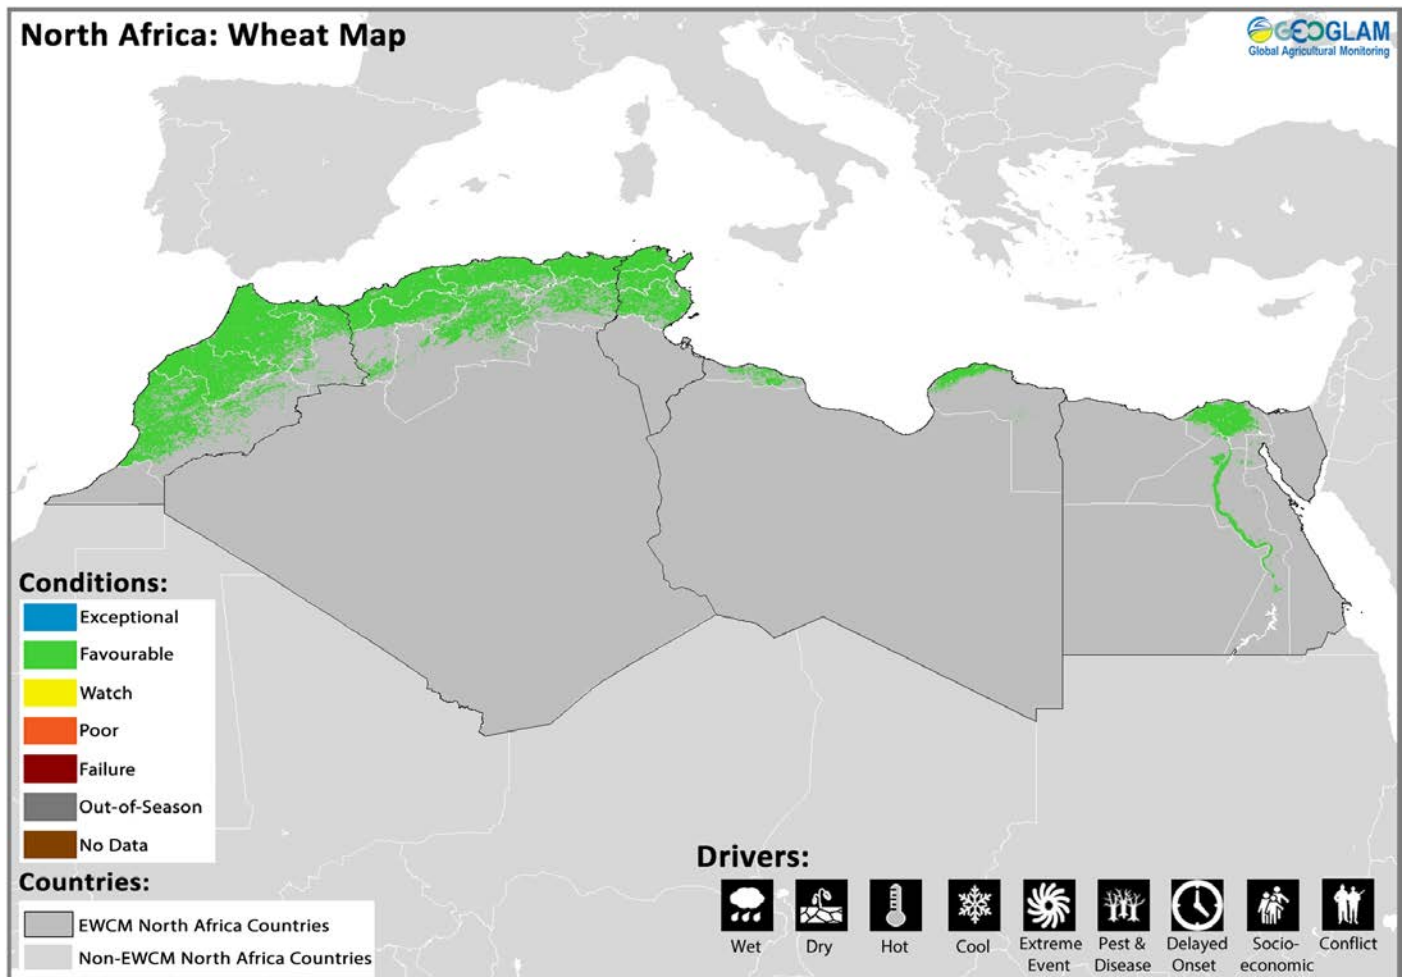 North Africa: Wheat Map
GEOGLAM
Global Agricultural Monitoring
Conditions:
Exceptional
Favourable
Watch
Poor
Failure
Out-of-Season
No Data
Countries:
EWCM North Africa Countries
Non-EWCM North Africa Countries
Drivers:
Wet
Dry
Hot
Cool
Extreme
Event
Pest &
Disease
Delayed
Onset
Socio-
economic
Conflict